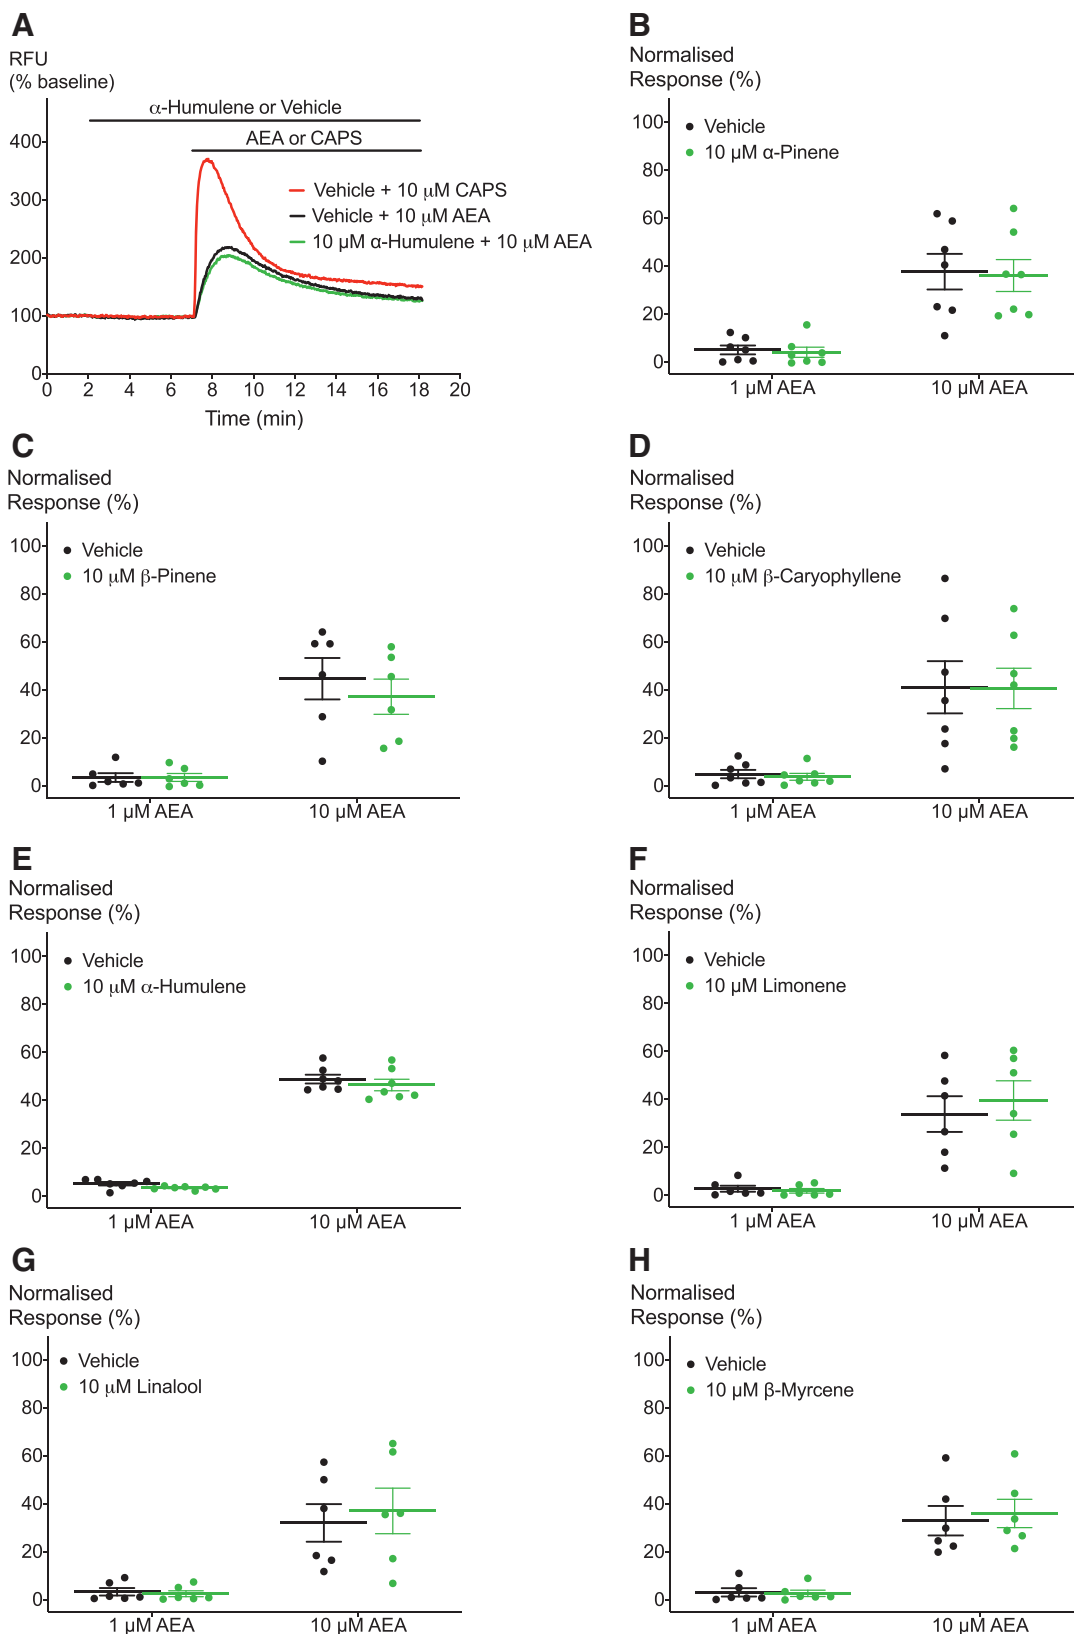 A
RFU
(% baseline)
α-Humulene or Vehicle
AEA or CAPS
Vehicle + 10 μM CAPS
Vehicle + 10 μM AEA
10 μM α-Humulene + 10 μM AEA
400
300
200
100
0
0 2 4 6 8 10 12 14 16 18 20
Time (min)
B
Normalised
Response (%)
Vehicle
10 μM α-Pinene
100
80
60
40
20
0
1 μM AEA 10 μM AEA
C
Normalised
Response (%)
Vehicle
10 μM β-Pinene
100
80
60
40
20
0
1 μM AEA 10 μM AEA
D
Normalised
Response (%)
Vehicle
10 μM β-Caryophyllene
100
80
60
40
20
0
1 μM AEA 10 μM AEA
E
Normalised
Response (%)
Vehicle
10 μM α-Humulene
100
80
60
40
20
0
1 μM AEA 10 μM AEA
F
Normalised
Response (%)
Vehicle
10 μM Limonene
100
80
60
40
20
0
1 μM AEA 10 μM AEA
G
Normalised
Response (%)
Vehicle
10 μM Linalool
100
80
60
40
20
0
1 μM AEA 10 μM AEA
H
Normalised
Response (%)
Vehicle
10 μM β-Myrcene
100
80
60
40
20
0
1 μM AEA 10 μM AEA